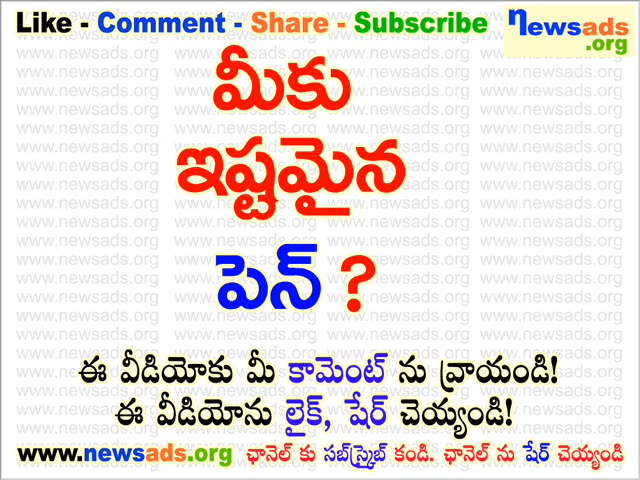 Like - Comment - Share - Subscribe
newsads
.org
మీకు
ఇష్టమైన
పెన్ ?
ఈ వీడియోకు మీ కామెంట్ ను వ్రాయండి!
ఈ వీడియోను లైక్, షేర్ చెయ్యండి!
www.newsads.org ఛానెల్ కు సబ్‌స్క్రైబ్ కండి. ఛానెల్ ను షేర్ చెయ్యండి